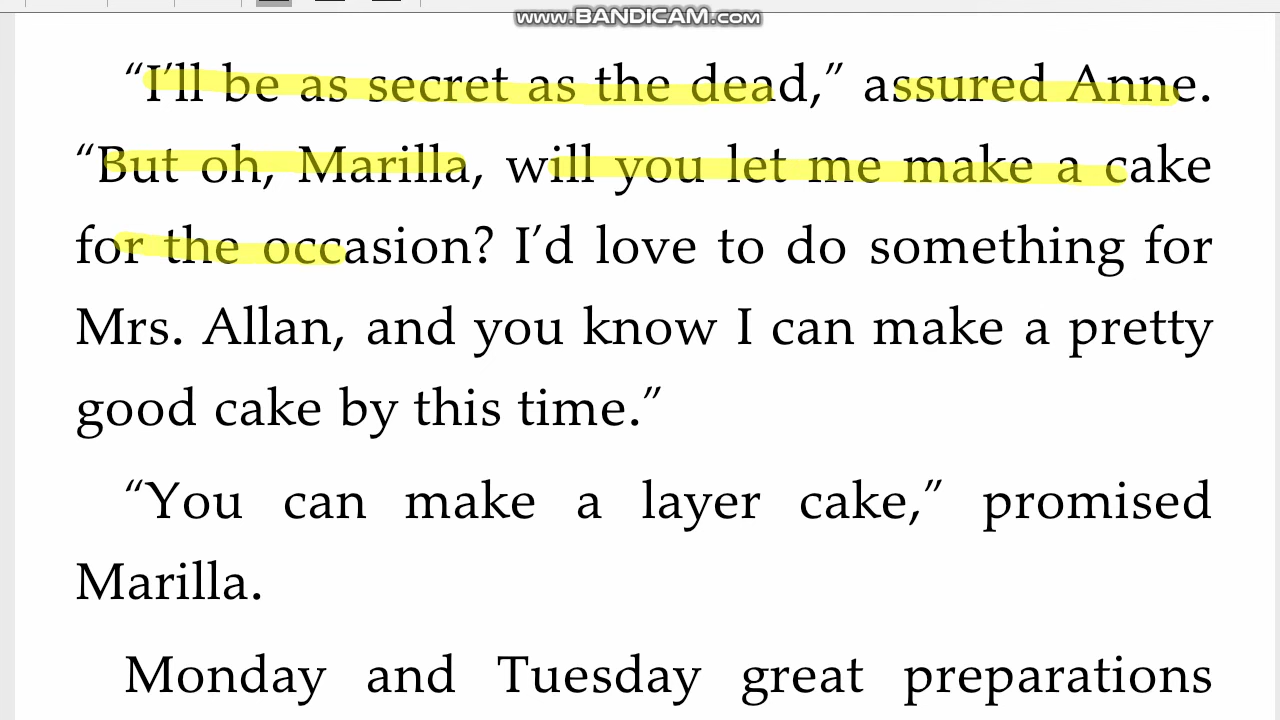 www.BANDICAM.com
“I’ll be as secret as the dead,” assured Anne.
“But oh, Marilla, will you let me make a cake
for the occasion? I’d love to do something for
Mrs. Allan, and you know I can make a pretty
good cake by this time.”
“You can make a layer cake,” promised
Marilla.
Monday and Tuesday great preparations